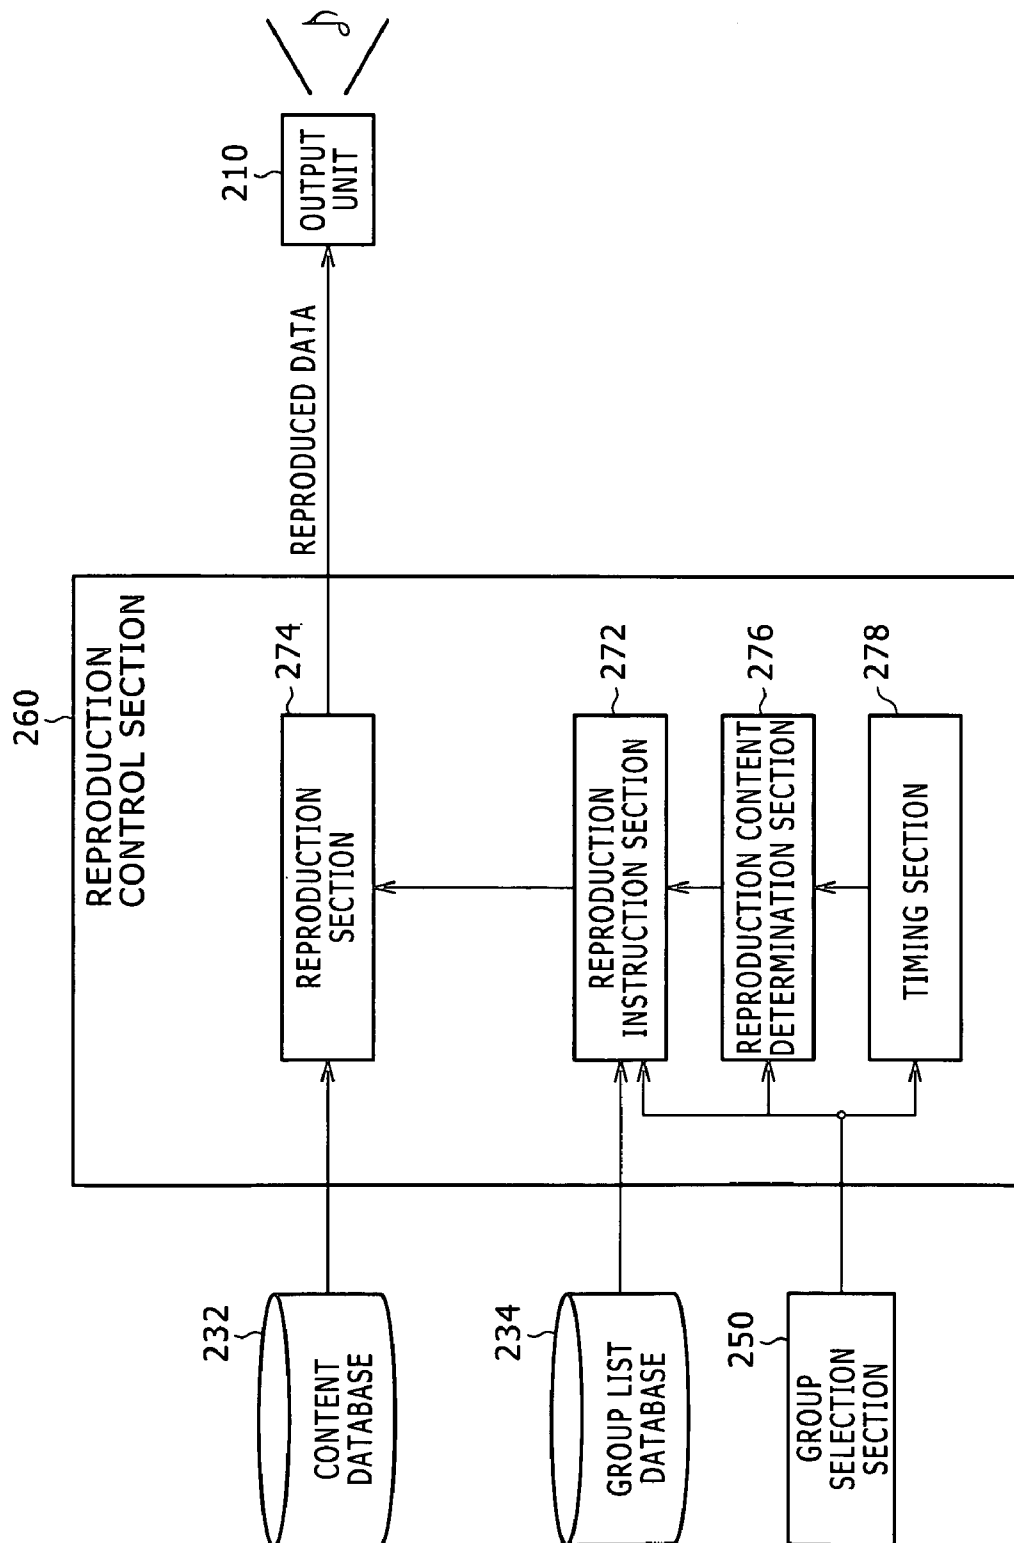 260
REPRODUCTION
CONTROL SECTION
232
CONTENT
DATABASE
274
REPRODUCTION
SECTION
REPRODUCED DATA
210
OUTPUT
UNIT
234
GROUP LIST
DATABASE
272
REPRODUCTION
INSTRUCTION SECTION
276
REPRODUCTION CONTENT
DETERMINATION SECTION
250
GROUP
SELECTION
SECTION
278
TIMING SECTION